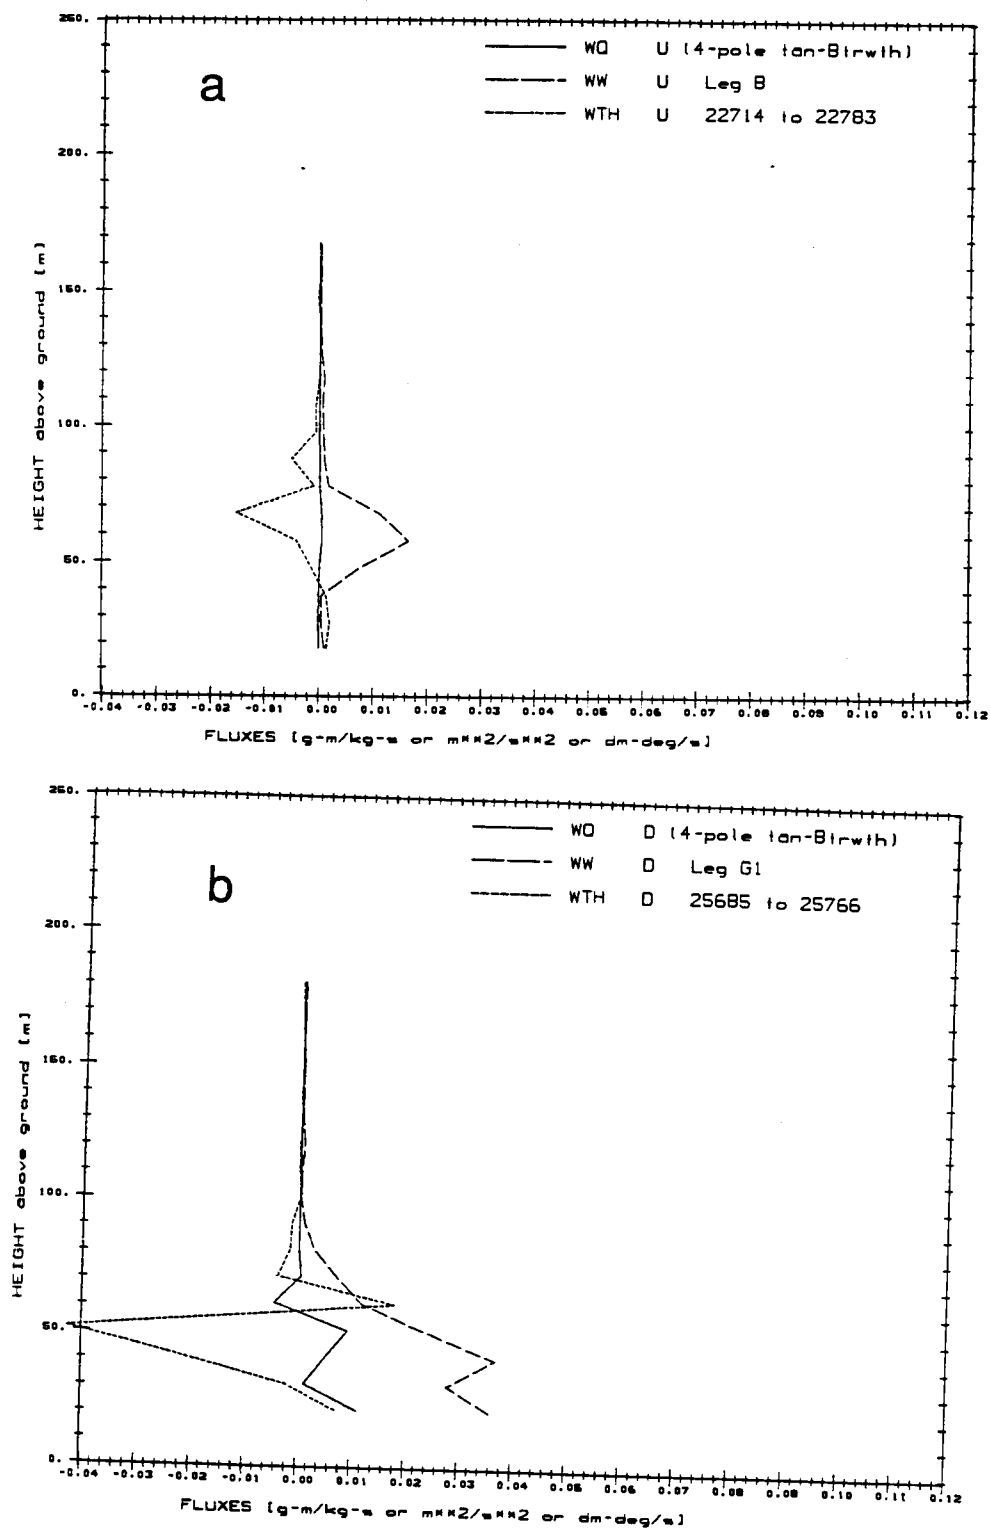 a
WQ U (4-pole tan-Btrwth)
WW U Leg B
WTH U 22714 to 22783
250.
200.
150.
100.
50.
0.
HEIGHT above ground [m]
-0.04 -0.03 -0.02 -0.01 0.00 0.01 0.02 0.03 0.04 0.05 0.06 0.07 0.08 0.09 0.10 0.11 0.12
FLUXES [g-m/kg-s or m**2/s**2 or dm-deg/s]
b
WQ D (4-pole tan-Btrwth)
WW D Leg G1
WTH D 25685 to 25766
250.
200.
150.
100.
50.
0.
HEIGHT above ground [m]
-0.04 -0.03 -0.02 -0.01 0.00 0.01 0.02 0.03 0.04 0.05 0.06 0.07 0.08 0.09 0.10 0.11 0.12
FLUXES [g-m/kg-s or m**2/s**2 or dm-deg/s]